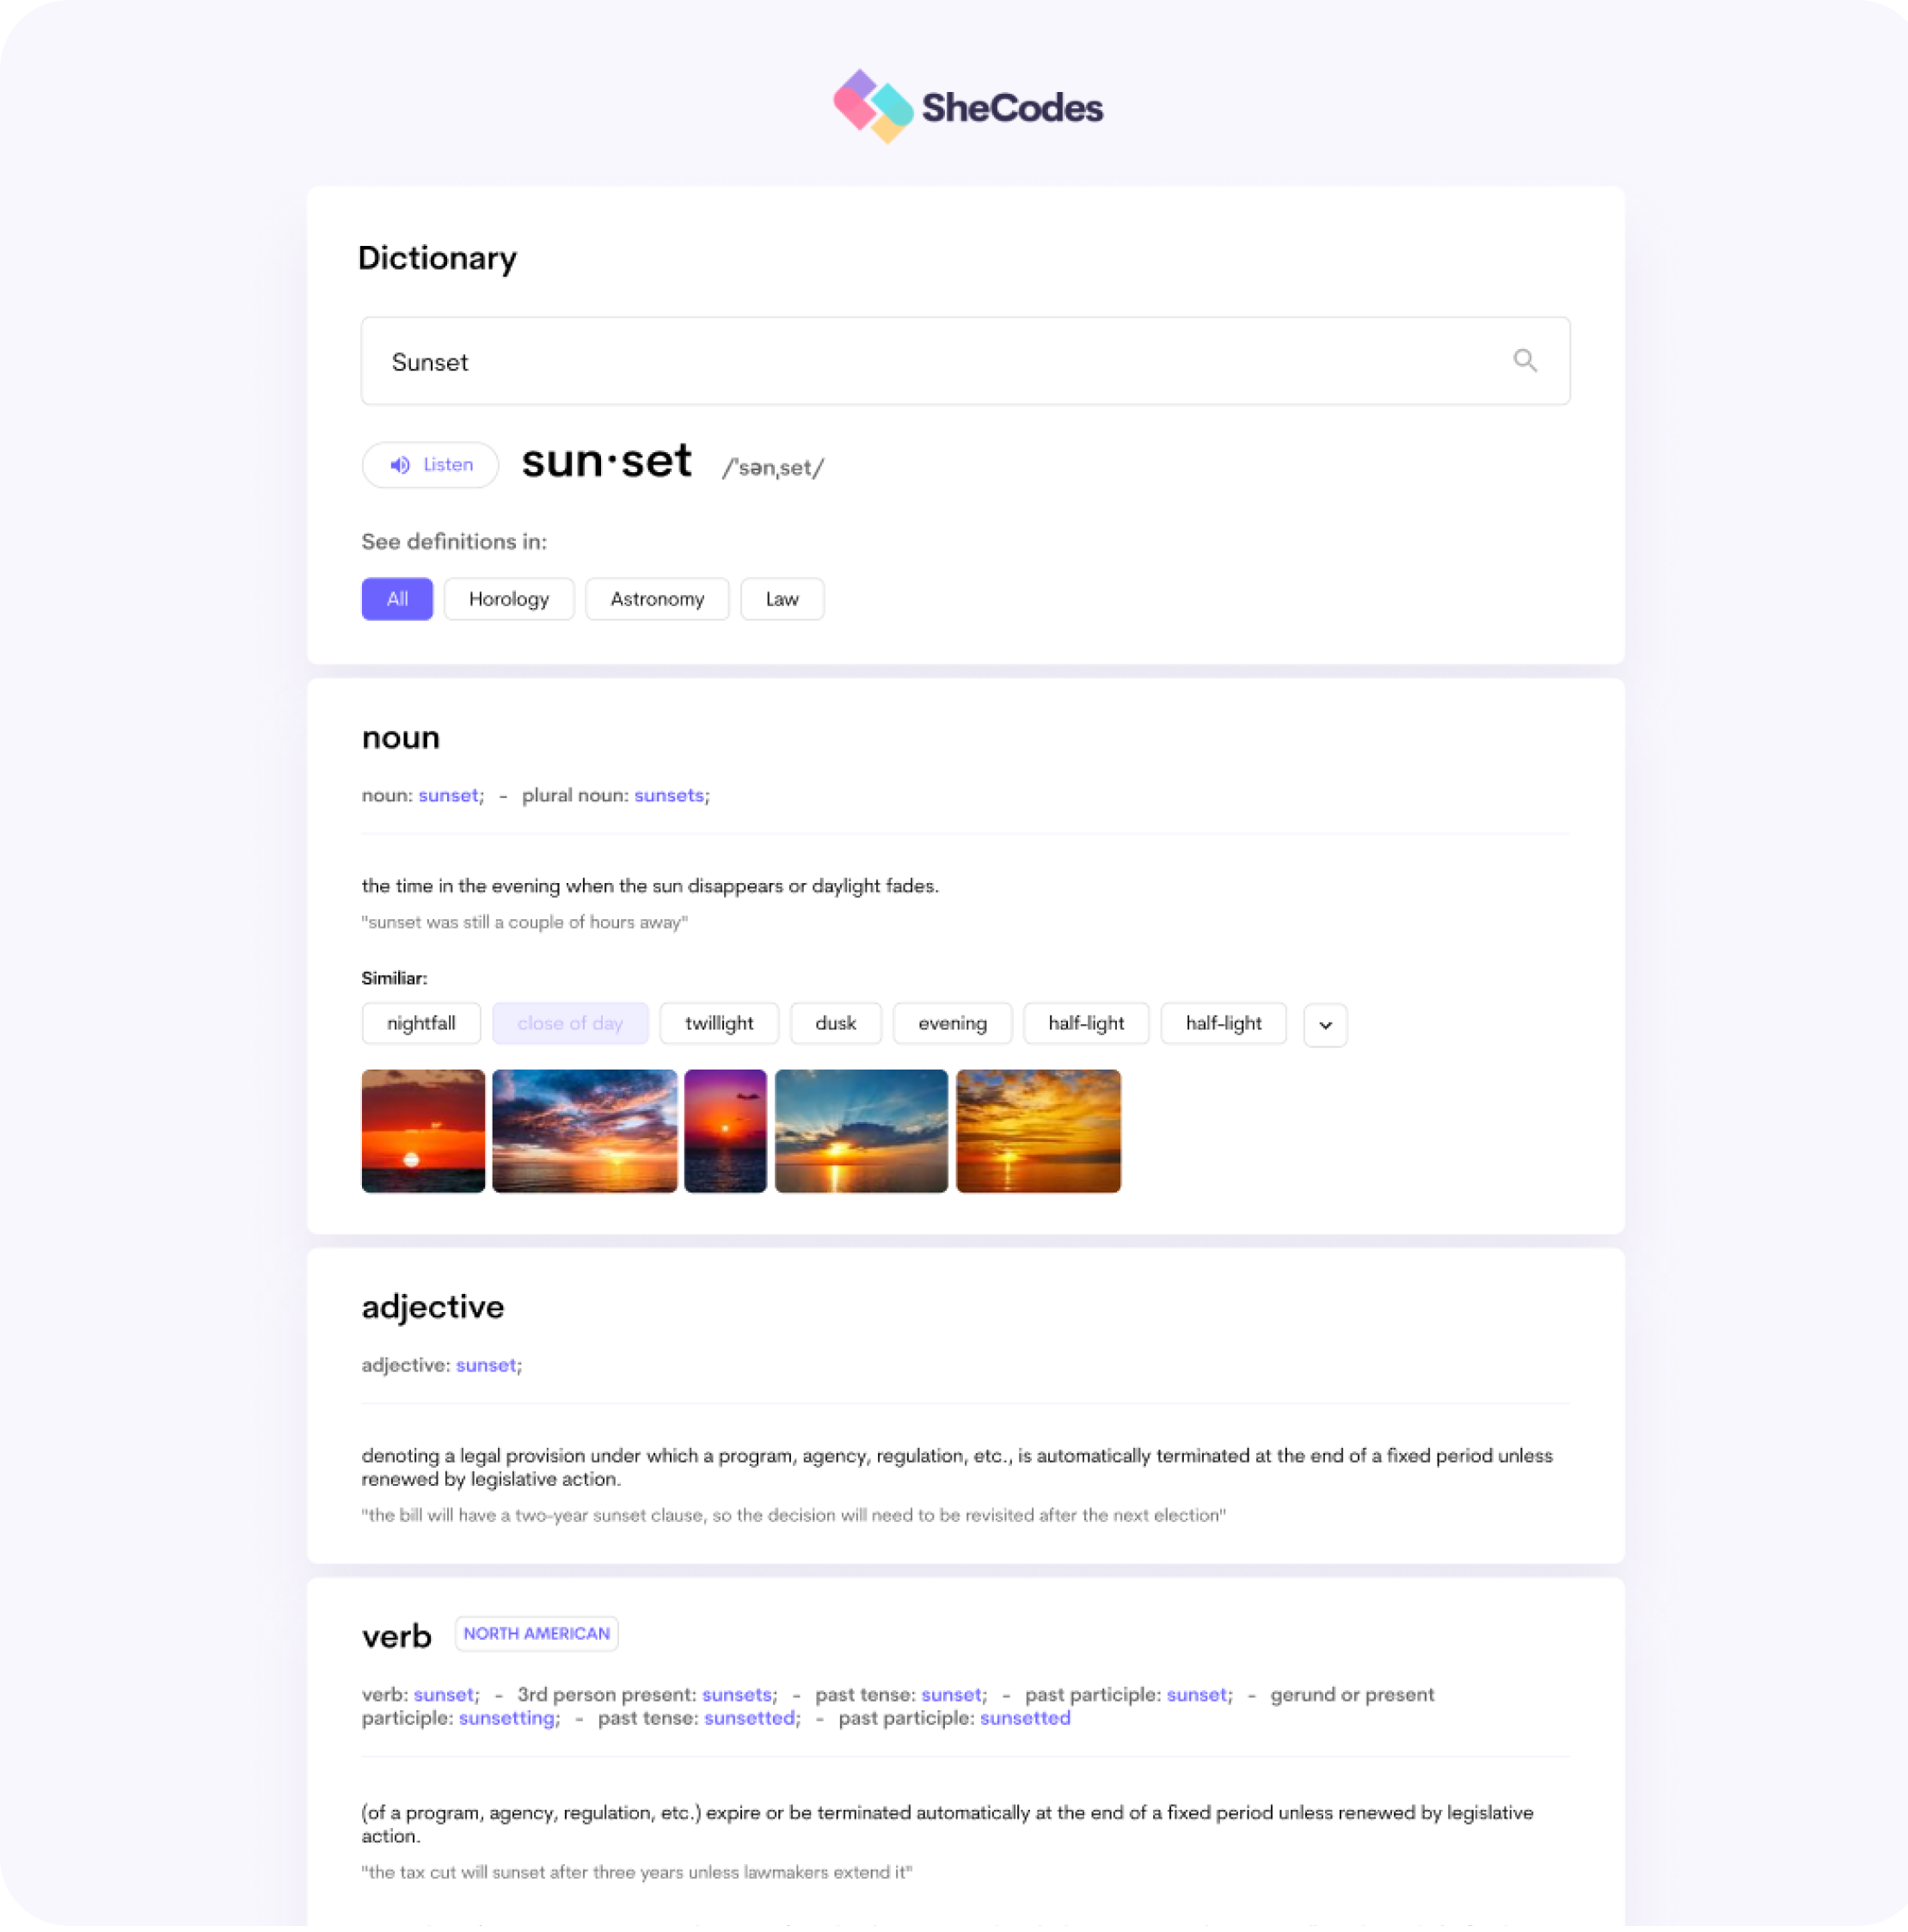 SheCodes
Dictionary
Sunset
Listen sun·set /ˈsənˌset/
See definitions in:
All Horology Astronomy Law
noun
noun: sunset; - plural noun: sunsets;
the time in the evening when the sun disappears or daylight fades.
"sunset was still a couple of hours away"
Similiar:
nightfall close of day twillight dusk evening half-light half-light
adjective
adjective: sunset;
denoting a legal provision under which a program, agency, regulation, etc., is automatically terminated at the end of a fixed period unless
renewed by legislative action.
"the bill will have a two-year sunset clause, so the decision will need to be revisited after the next election"
verb NORTH AMERICAN
verb: sunset; - 3rd person present: sunsets; - past tense: sunset; - past participle: sunset; - gerund or present
participle: sunsetting; - past tense: sunsetted; - past participle: sunsetted
(of a program, agency, regulation, etc.) expire or be terminated automatically at the end of a fixed period unless renewed by legislative
action.
"the tax cut will sunset after three years unless lawmakers extend it"